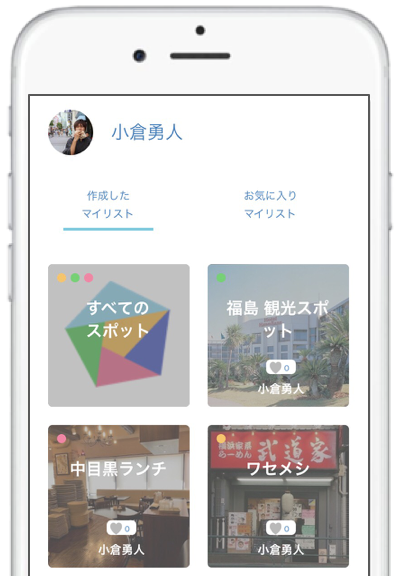 小倉勇人
作成した
マイリスト
お気に入り
マイリスト
すべての
スポット
福島 観光スポ
ット
0
小倉勇人
中目黒ランチ
0
小倉勇人
横浜家系
らーめん
武道家
ワセメシ
0
小倉勇人